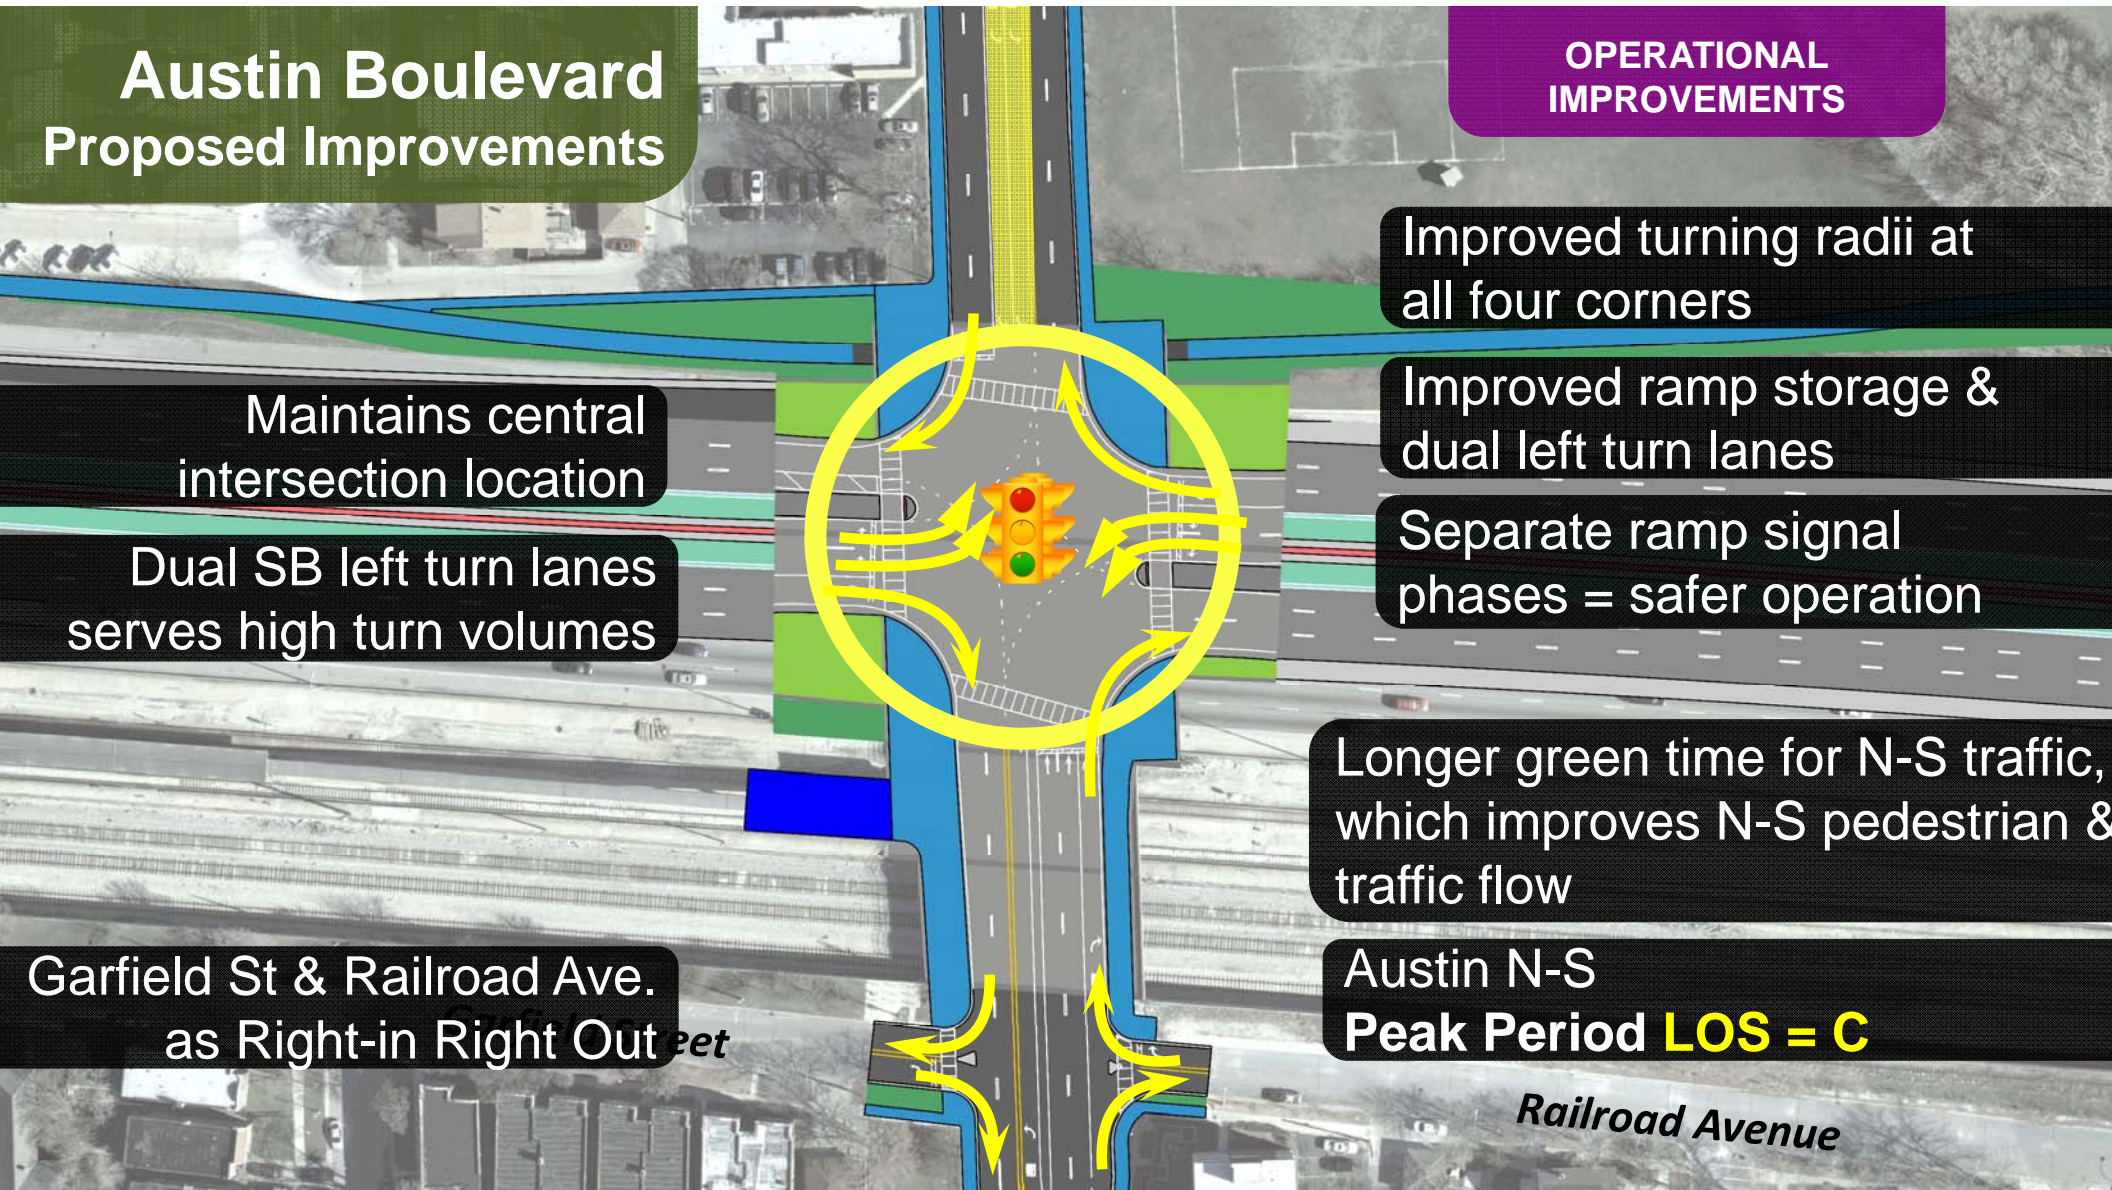 Austin Boulevard
Proposed Improvements
OPERATIONAL
IMPROVEMENTS
Improved turning radii at
all four corners
Maintains central
intersection location
Improved ramp storage &
dual left turn lanes
Dual SB left turn lanes
serves high turn volumes
Separate ramp signal
phases = safer operation
Longer green time for N-S traffic,
which improves N-S pedestrian &
traffic flow
Garfield St & Railroad Ave.
as Right-in Right Out
Garfield Street
Austin N-S
Peak Period LOS = C
Railroad Avenue